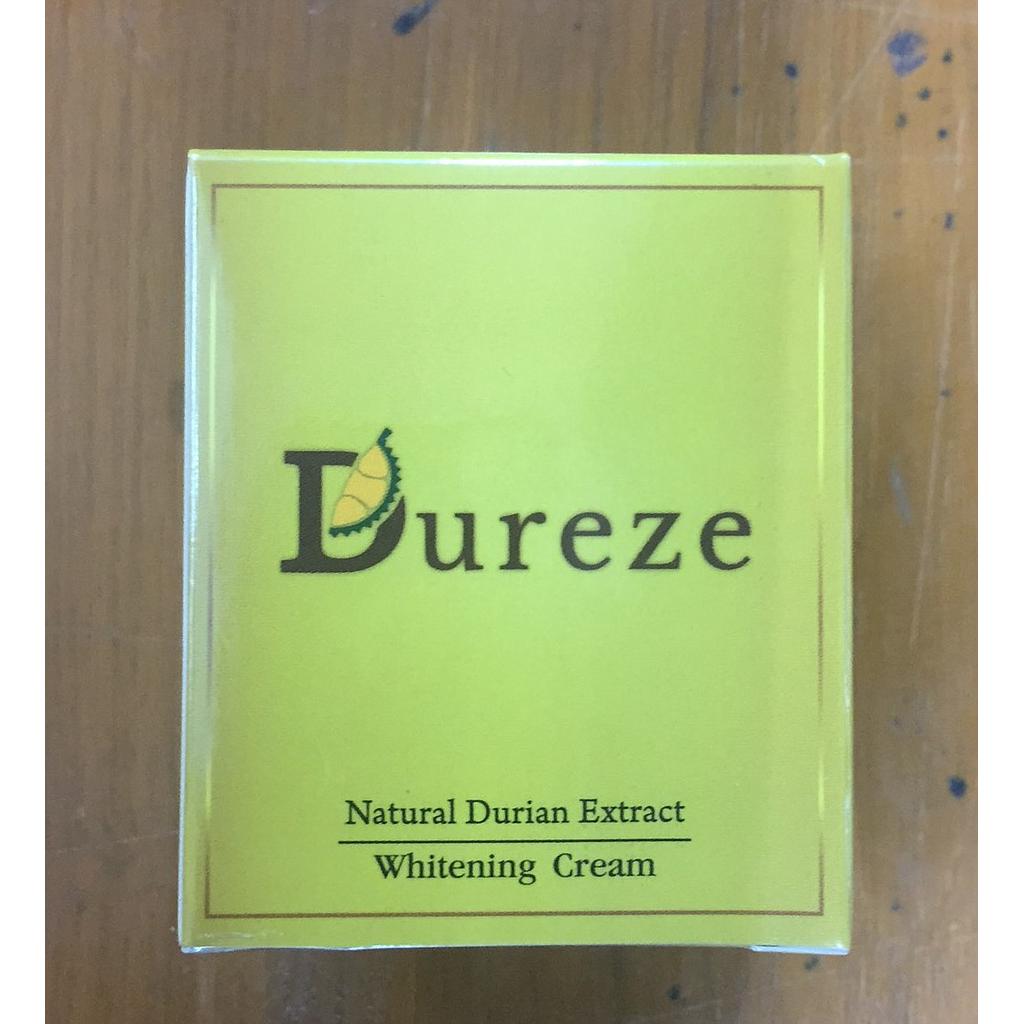 Dureze
Natural Durian Extract
Whitening Cream